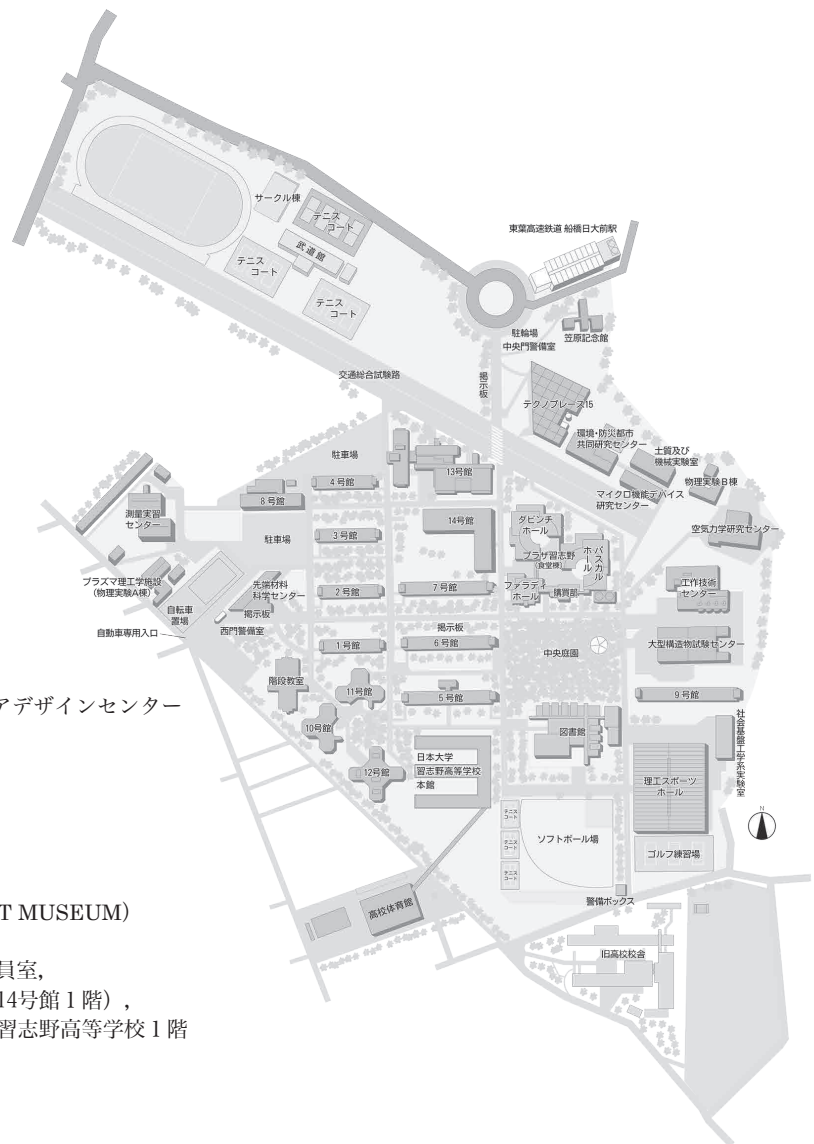 サークル棟
テニス
コート
武道館
テニス
コート
テニス
コート
東葉高速鉄道 船橋日大前駅
駐輪場
中央門警備室
笠原記念館
掲示板
交通総合試験路
テクノプレース15
環境・防災都市
共同研究センター
土質及び
機械実験室
マイクロ機能デバイス
研究センター
物理実験B棟
空気力学研究センター
駐車場
4号館
13号館
8号館
測量実習
センター
駐車場
3号館
14号館
ダビンチ
ホール
プラザ習志野
(食堂棟)
パスカル
ホール
ファラデイ
ホール
購買部
工作技術
センター
プラズマ理工学施設
(物理実験A棟)
先端材料
科学センター
2号館
7号館
自転車
置場
掲示板
西門警備室
自動車専用入口
掲示板
1号館
6号館
中央庭園
大型構造物試験センター
階段教室
11号館
5号館
9号館
アデザインセンター
10号館
図書館
社会基盤工学系実験室
12号館
日本大学
習志野高等学校
本館
理工スポーツ
ホール
N
テニス
コート
テニス
コート
テニス
コート
ソフトボール場
ゴルフ練習場
高校体育館
警備ボックス
T MUSEUM)
旧高校校舎
員室,
14号館1階),
習志野高等学校1階